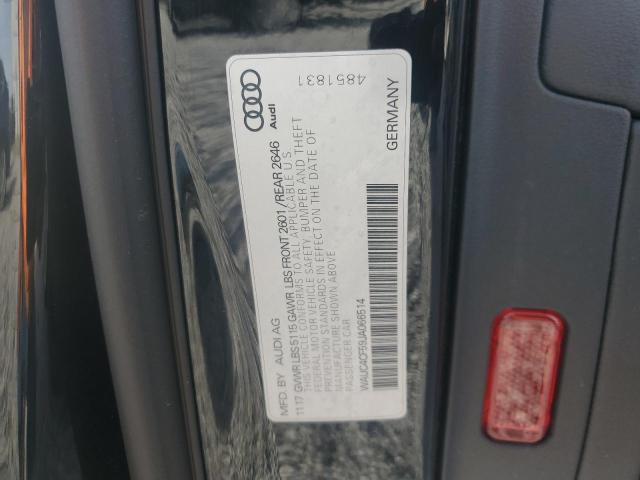 MFD. BY AUDI AG
11 17 GVWR LBS 5115 GAWR LBS FRONT 2601 / REAR 2646
THIS VEHICLE CONFORMS TO ALL APPLICABLE U.S.
FEDERAL MOTOR VEHICLE SAFETY, BUMPER AND THEFT
PREVENTION STANDARDS IN EFFECT ON THE DATE OF
MANUFACTURE SHOWN ABOVE
PASSENGER CAR
WAUC4CF59JA066514
Audi
4851831
GERMANY